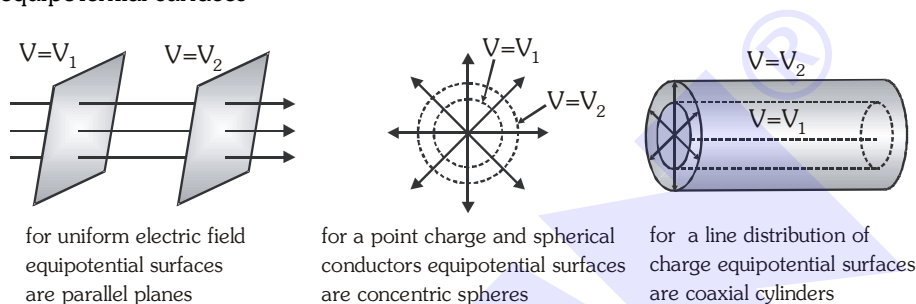 equipotential surfaces
V=V₁
V=V₂
V=V₁
V=V₂
V=V₂
V=V₁
for uniform electric field
equipotential surfaces
are parallel planes
for a point charge and spherical
conductors equipotential surfaces
are concentric spheres
for a line distribution of
charge equipotential surfaces
are coaxial cylinders
®